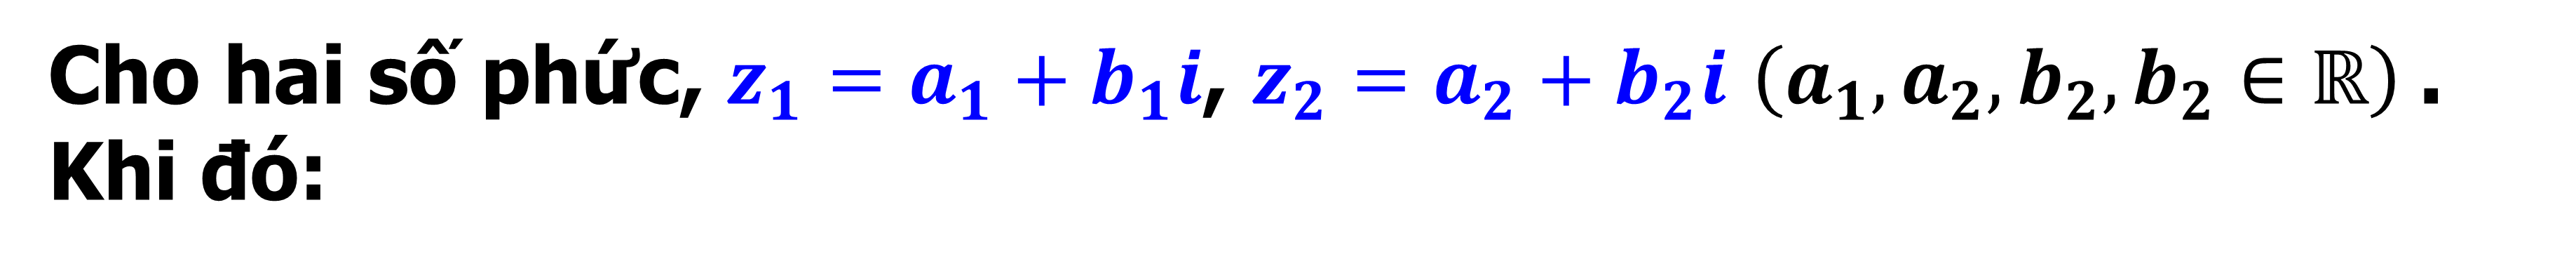 Cho hai số phức, z₁ = a₁ + b₁i, z₂ = a₂ + b₂i (a₁, a₂, b₂, b₂ ∈ ℝ) .
Khi đó: